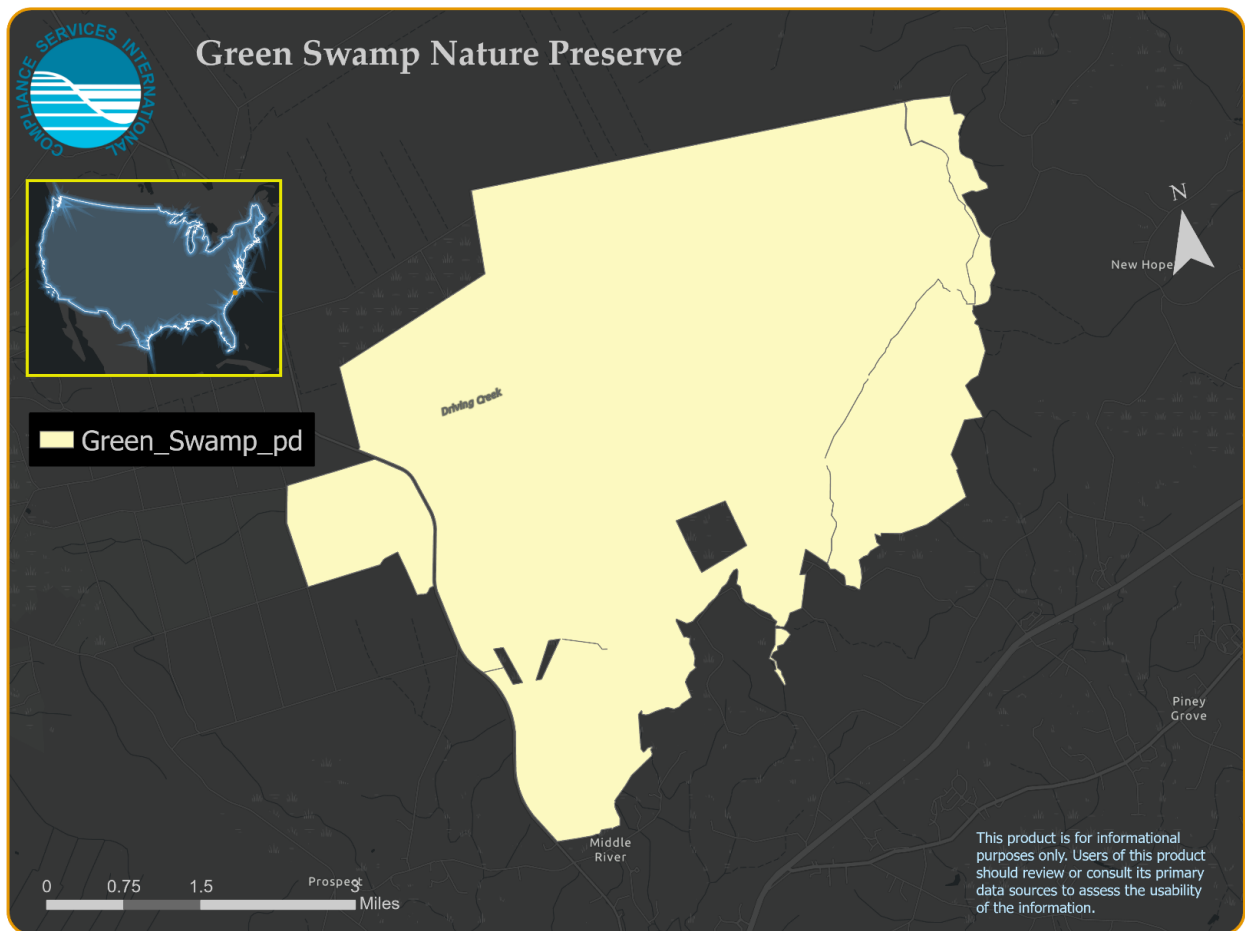 COMPLIANCE SERVICES INTERNATIONAL
Green Swamp Nature Preserve
N
New Hope
Driving Creek
Green_Swamp_pd
Piney
Grove
Middle
River
Prospect
0 0.75 1.5 3
Miles
This product is for informational
purposes only. Users of this product
should review or consult its primary
data sources to assess the usability
of the information.